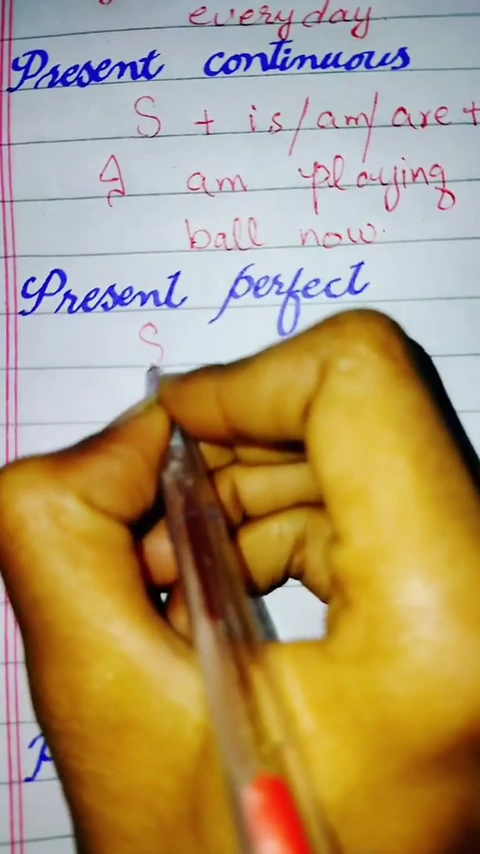 everyday.
Present continuous
S + is/am/are +
I am playing
ball now.
Present perfect
S